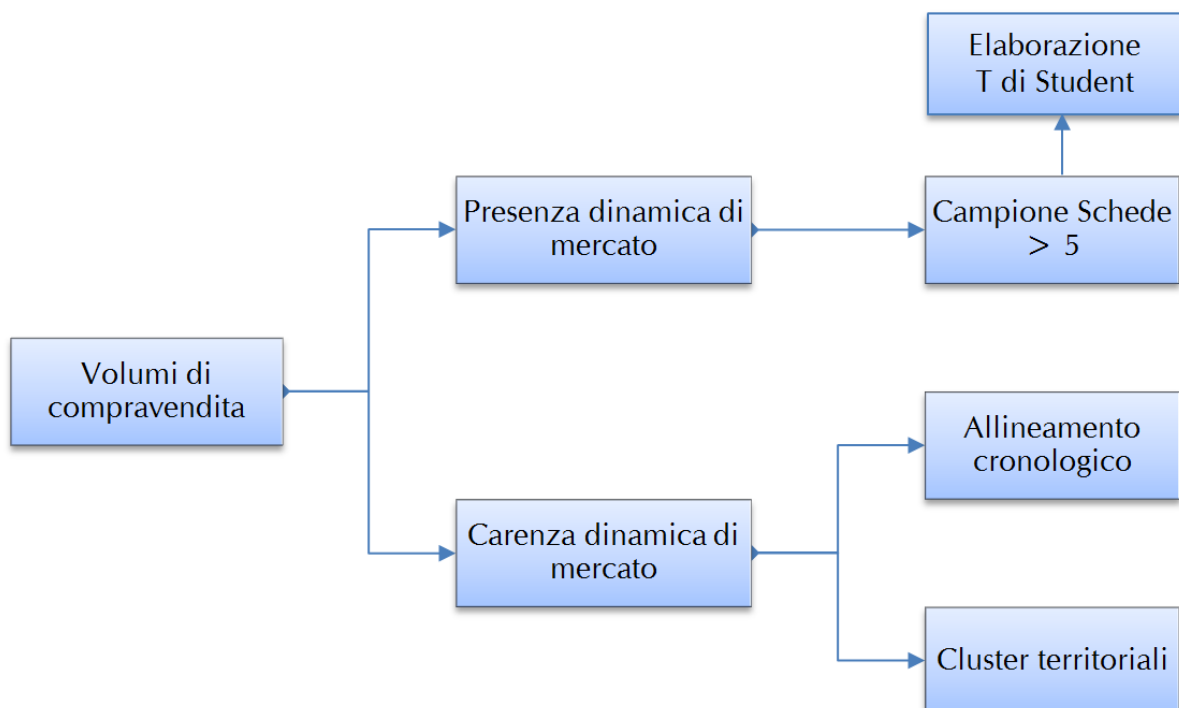 Elaborazione
T di Student
Presenza dinamica di
mercato
Campione Schede
> 5
Volumi di
compravendita
Allineamento
cronologico
Carenza dinamica di
mercato
Cluster territoriali